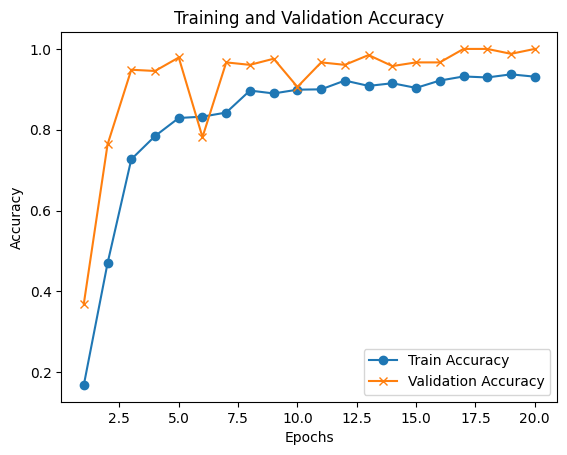 Training and Validation Accuracy
1.0
0.8
0.6
0.4
0.2
Accuracy
Train Accuracy
Validation Accuracy
2.5 5.0 7.5 10.0 12.5 15.0 17.5 20.0
Epochs